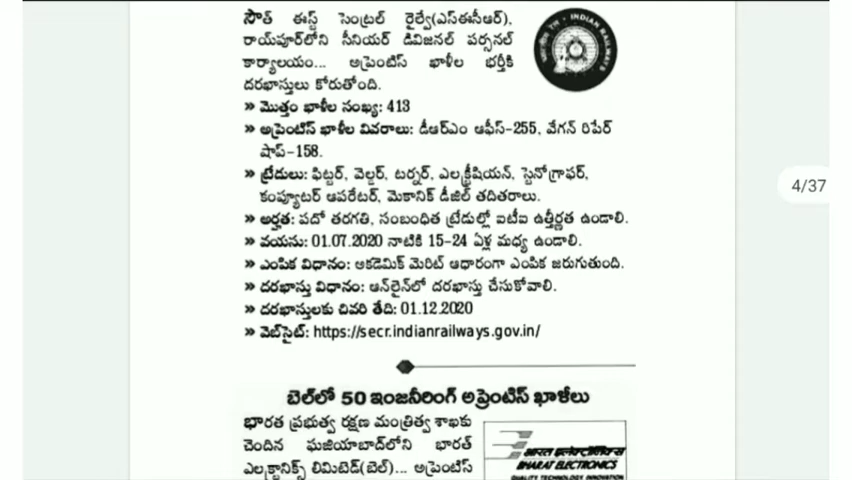 సౌత్ ఈస్ట్ సెంట్రల్ రైల్వే(ఎస్ఈసీఆర్),
రాయ్‌పూర్‌లోని సీనియర్ డివిజనల్ పర్సనల్
కార్యాలయం... అప్రెంటిస్ ఖాళీల భర్తీకి
దరఖాస్తులు కోరుతోంది.
INDIAN RAILWAYS
» మొత్తం ఖాళీల సంఖ్య: 413
» అప్రెంటిస్ ఖాళీల వివరాలు: డీఆర్ఎం ఆఫీస్-255, వేగన్ రిపేర్
షాప్-158.
» ట్రేడులు: ఫిట్టర్, వెల్డర్, టర్నర్, ఎలక్ట్రీషియన్, స్టెనోగ్రాఫర్,
కంప్యూటర్ ఆపరేటర్, మెకానిక్ డీజిల్ తదితరాలు.
» అర్హత: పదో తరగతి, సంబంధిత ట్రేడుల్లో ఐటీఐ ఉత్తీర్ణత ఉండాలి.
» వయసు: 01.07.2020 నాటికి 15-24 ఏళ్ల మధ్య ఉండాలి.
» ఎంపిక విధానం: అకడెమిక్ మెరిట్ ఆధారంగా ఎంపిక జరుగుతుంది.
» దరఖాస్తు విధానం: ఆన్‌లైన్‌లో దరఖాస్తు చేసుకోవాలి.
» దరఖాస్తులకు చివరి తేది: 01.12.2020
» వెబ్‌సైట్: https://secr.indianrailways.gov.in/
4/37
బెల్‌లో 50 ఇంజనీరింగ్ అప్రెంటిస్ ఖాళీలు
భారత ప్రభుత్వ రక్షణ మంత్రిత్వ శాఖకు
చెందిన ఘజియాబాద్‌లోని భారత్
ఎలక్ట్రానిక్స్ లిమిటెడ్(బెల్)... అప్రెంటిస్
भारत इलेक्ट्रॉनिक्स
BHARAT ELECTRONICS
QUALITY TECHNOLOGY INNOVATION